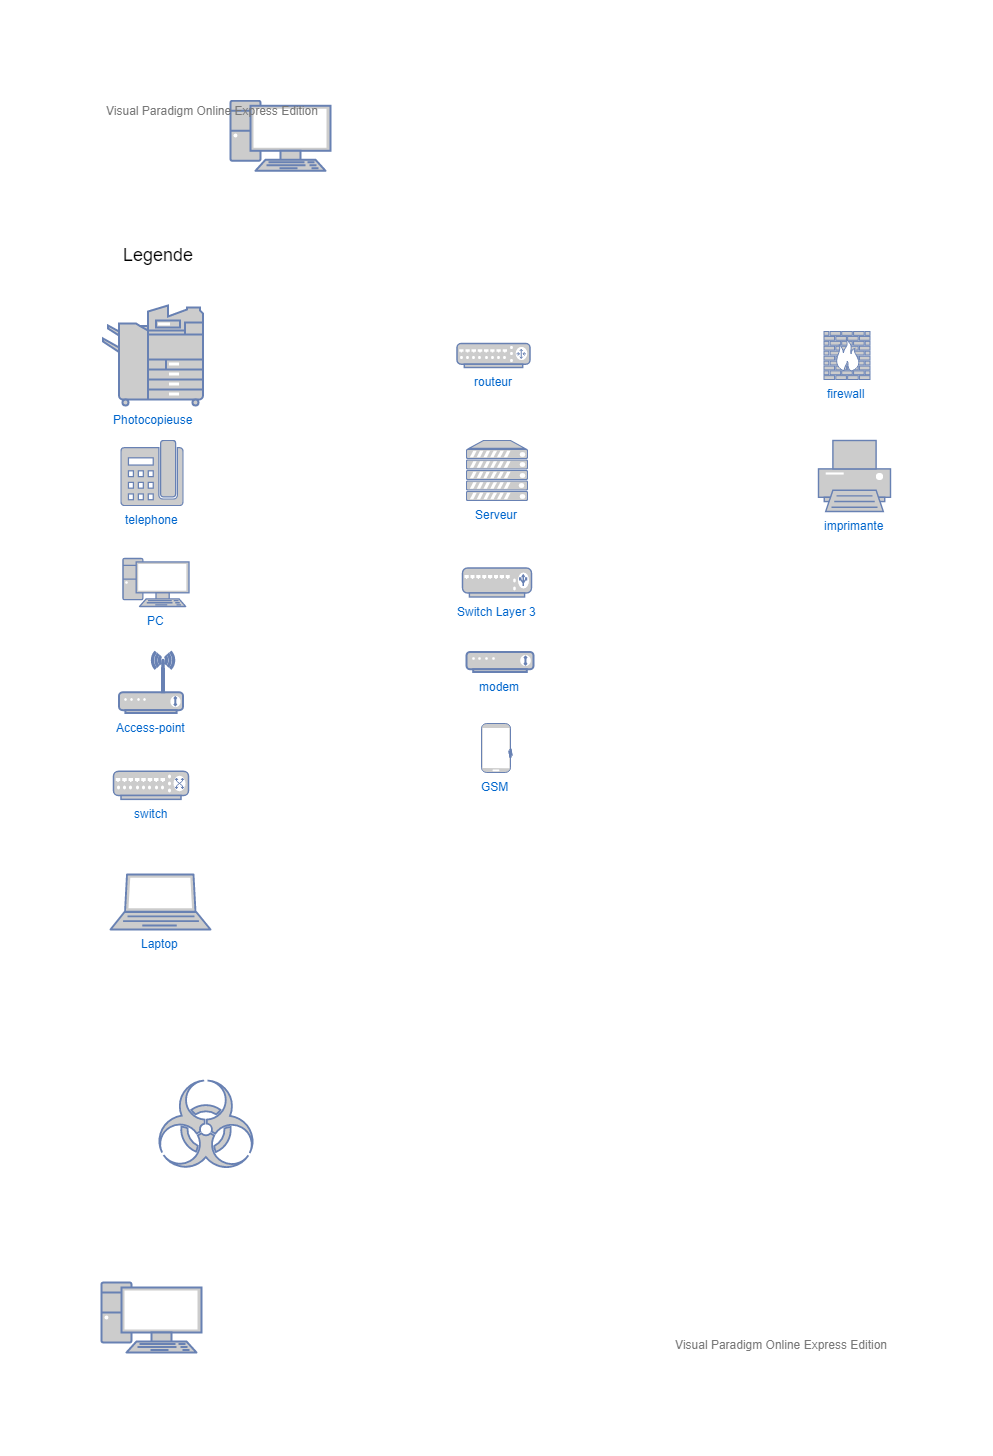 Visual Paradigm Online Express Edition
Legende
Photocopieuse
routeur
firewall
telephone
Serveur
imprimante
PC
Switch Layer 3
Access-point
modem
switch
GSM
Laptop
Visual Paradigm Online Express Edition